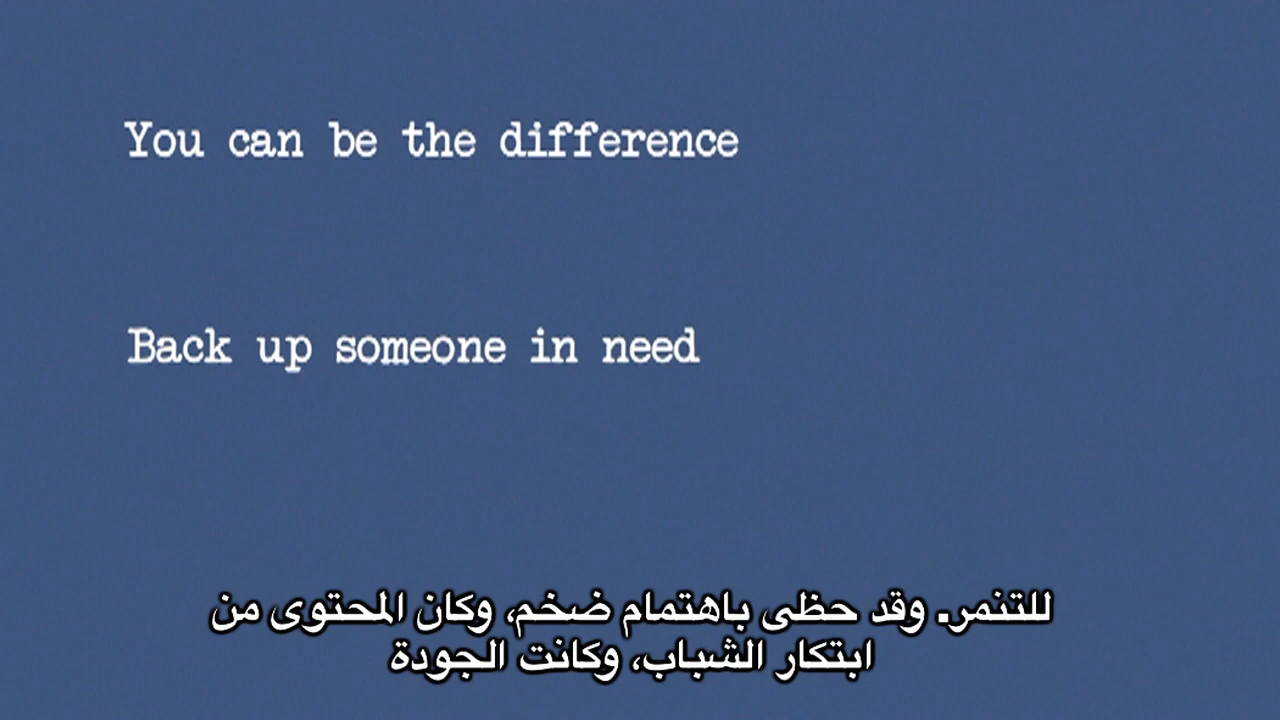 You can be the difference
Back up someone in need
للتنمر. وقد حظى باهتمام ضخم، وكان المحتوى من
ابتكار الشباب، وكانت الجودة